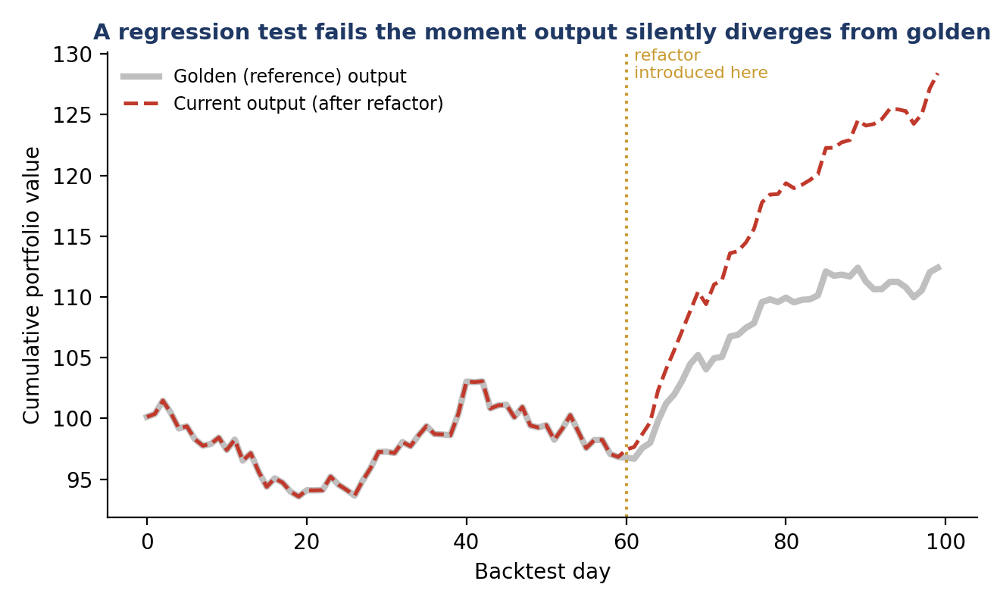 A regression test fails the moment output silently diverges from golden
refactor
introduced here
Golden (reference) output
Current output (after refactor)
Cumulative portfolio value
130
125
120
115
110
105
100
95
0
20
40
60
80
100
Backtest day